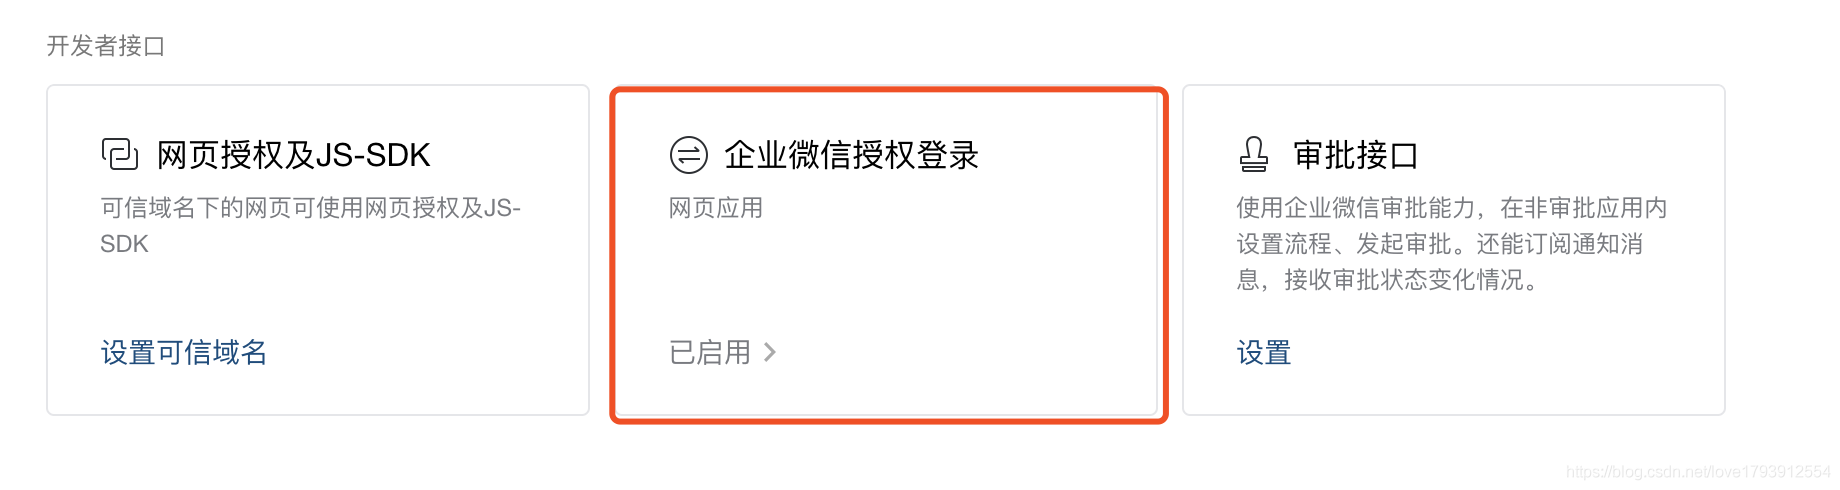 开发者接口
网页授权及JS-SDK
可信域名下的网页可使用网页授权及JS-
SDK
设置可信域名
企业微信授权登录
网页应用
已启用
审批接口
使用企业微信审批能力，在非审批应用内
设置流程、发起审批。还能订阅通知消
息，接收审批状态变化情况。
设置
https://blog.csdn.net/love1793912554